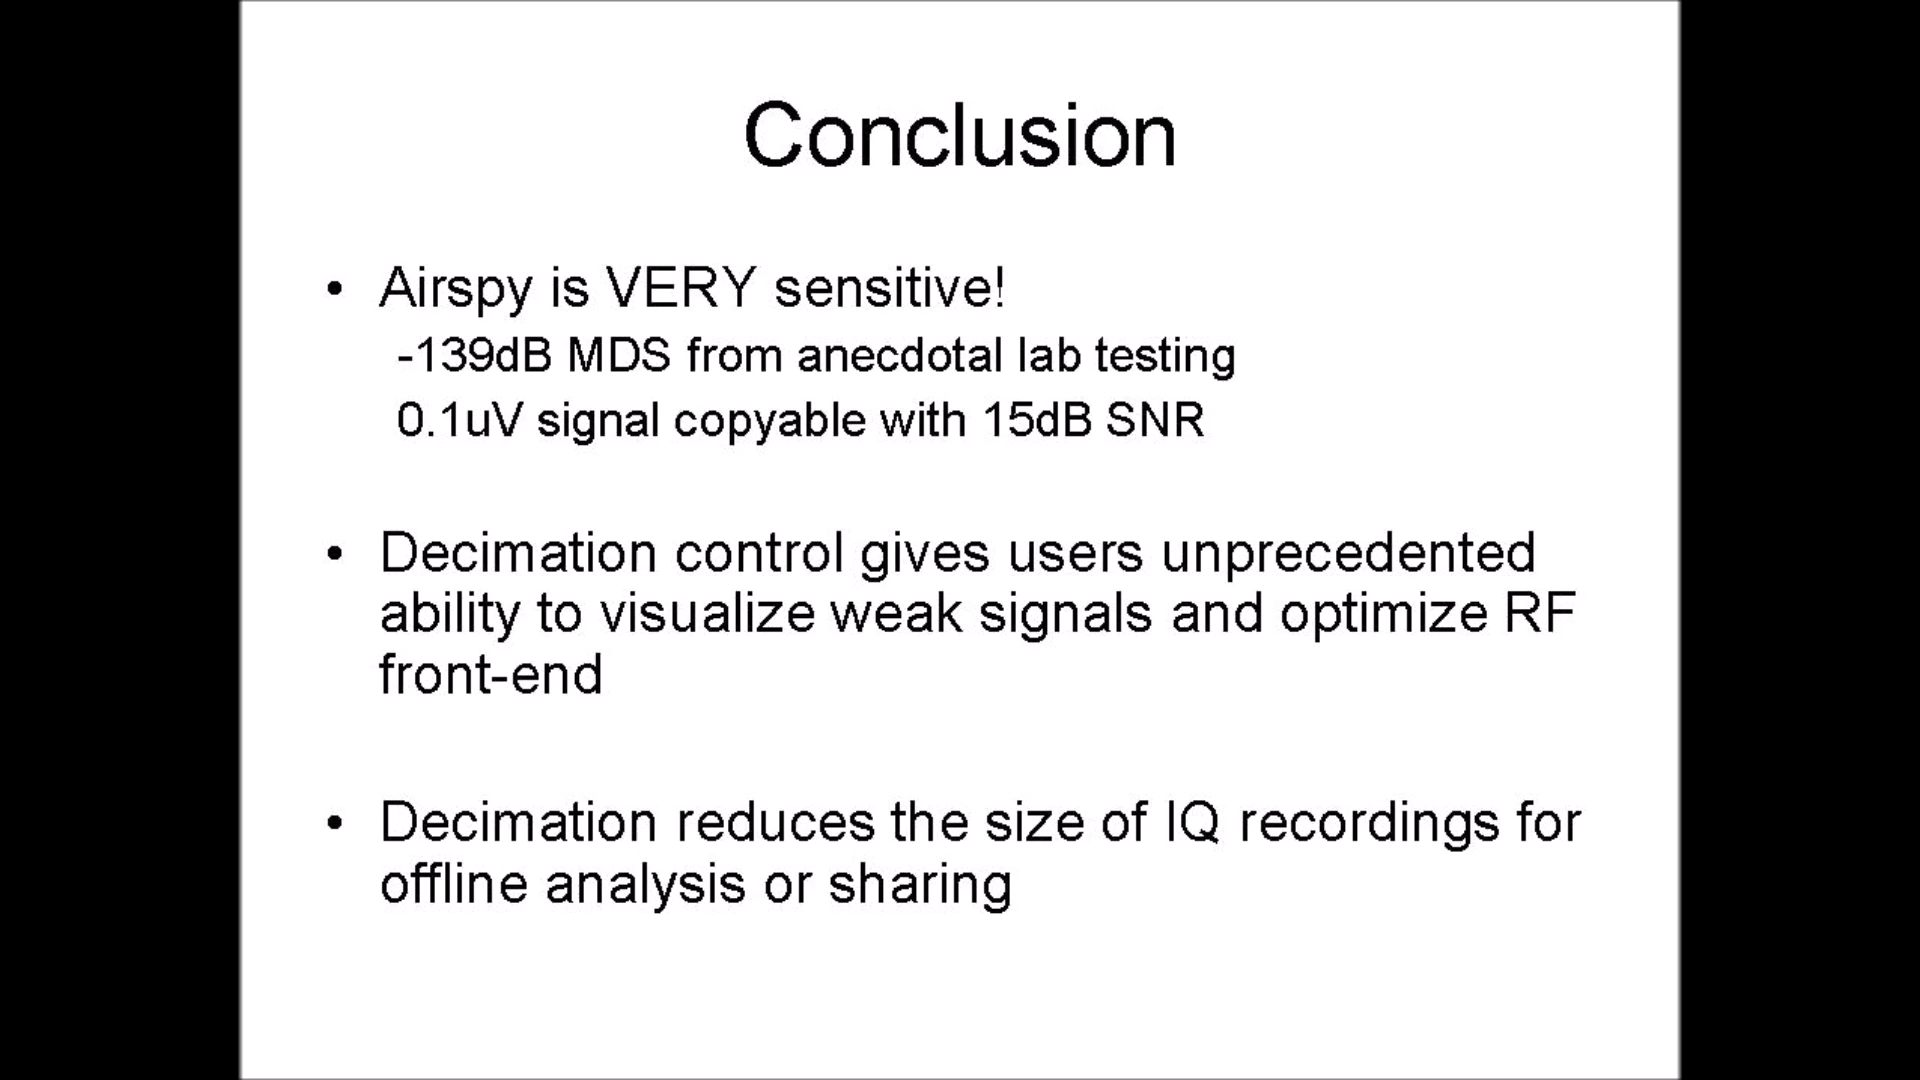 Conclusion
• Airspy is VERY sensitive!
-139dB MDS from anecdotal lab testing
0.1uV signal copyable with 15dB SNR
• Decimation control gives users unprecedented
ability to visualize weak signals and optimize RF
front-end
• Decimation reduces the size of IQ recordings for
offline analysis or sharing